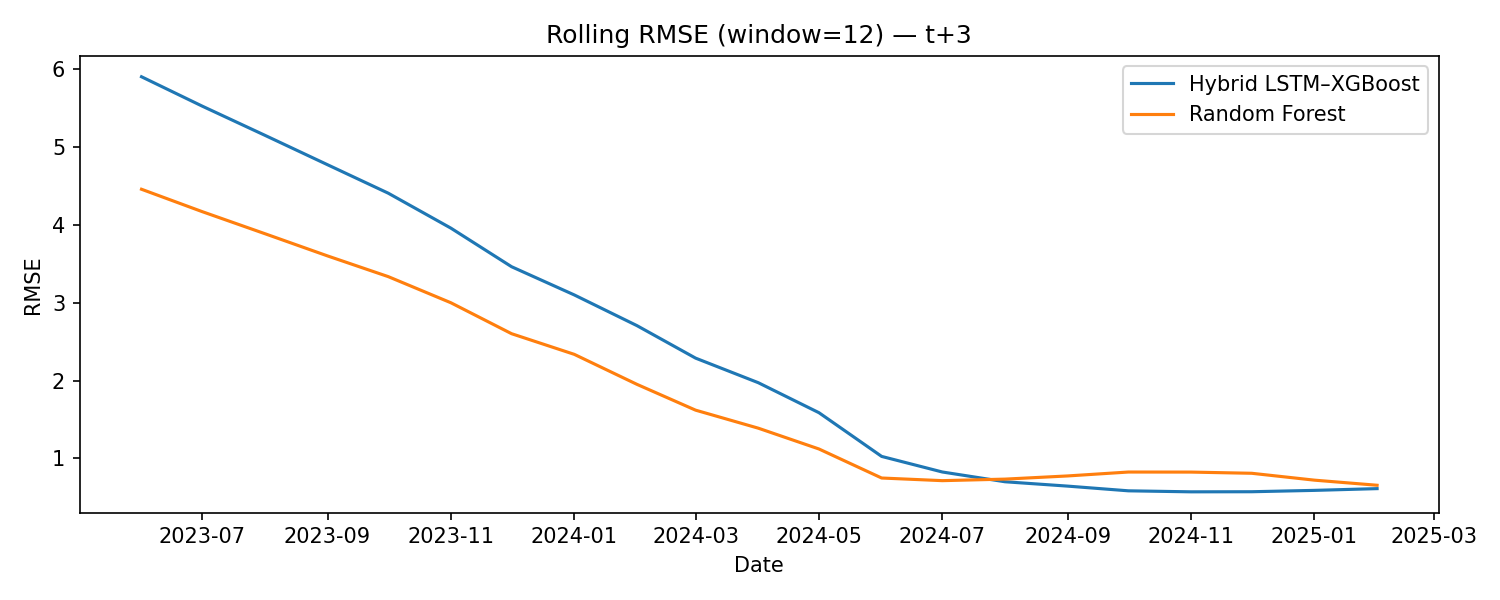 Rolling RMSE (window=12) — t+3
Hybrid LSTM–XGBoost
Random Forest
RMSE
6
5
4
3
2
1
2023-07 2023-09 2023-11 2024-01 2024-03 2024-05 2024-07 2024-09 2024-11 2025-01 2025-03
Date